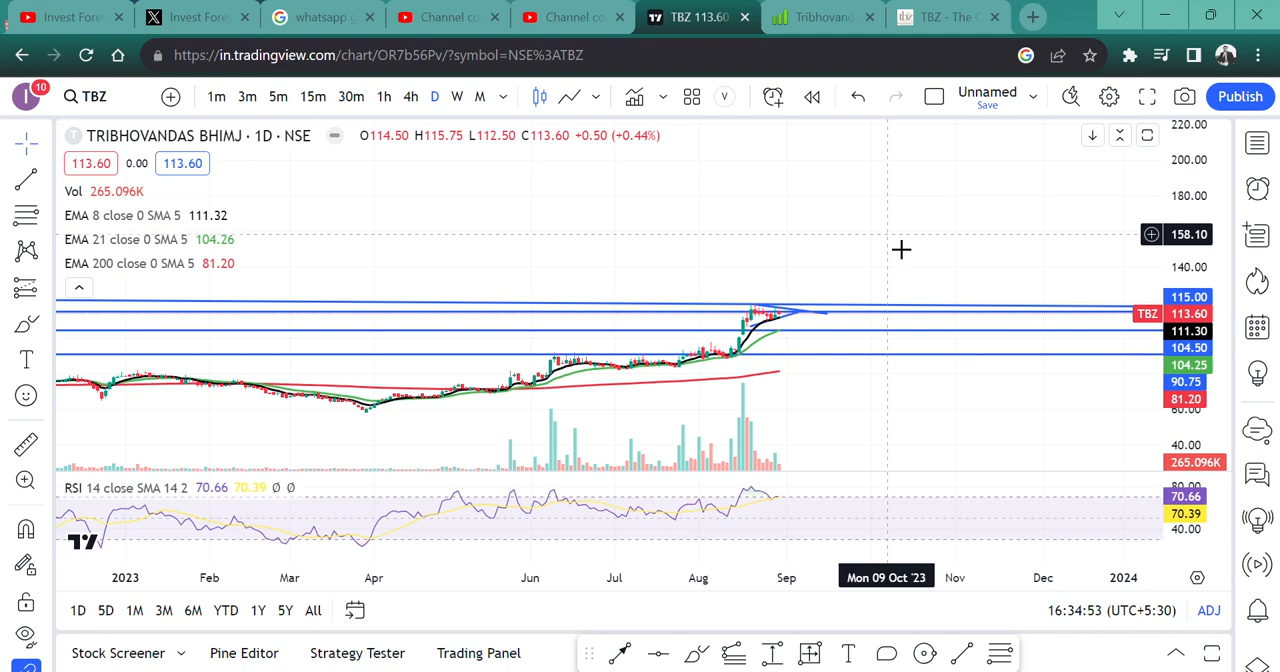 Invest Fore
Invest Fore
whatsapp g
Channel co
Channel co
TBZ 113.60
Tribhovand
TBZ - The O
https://in.tradingview.com/chart/OR7b56Pv/?symbol=NSE%3ATBZ
I 10 TBZ 1m 3m 5m 15m 30m 1h 4h D W M V Unnamed Save Publish
T TRIBHOVANDAS BHIMJ · 1D · NSE O114.50 H115.75 L112.50 C113.60 +0.50 (+0.44%)
113.60 0.00 113.60
Vol 265.096K
EMA 8 close 0 SMA 5 111.32
EMA 21 close 0 SMA 5 104.26
EMA 200 close 0 SMA 5 81.20
220.00
200.00
180.00
158.10
140.00
115.00
TBZ 113.60
111.30
104.50
104.25
90.75
81.20
60.00
40.00
265.096K
RSI 14 close SMA 14 2 70.66 70.39 Ø Ø
80.00
70.66
70.39
40.00
2023 Feb Mar Apr Jun Jul Aug Sep Mon 09 Oct '23 Nov Dec 2024
1D 5D 1M 3M 6M YTD 1Y 5Y All 16:34:53 (UTC+5:30) ADJ
Stock Screener Pine Editor Strategy Tester Trading Panel